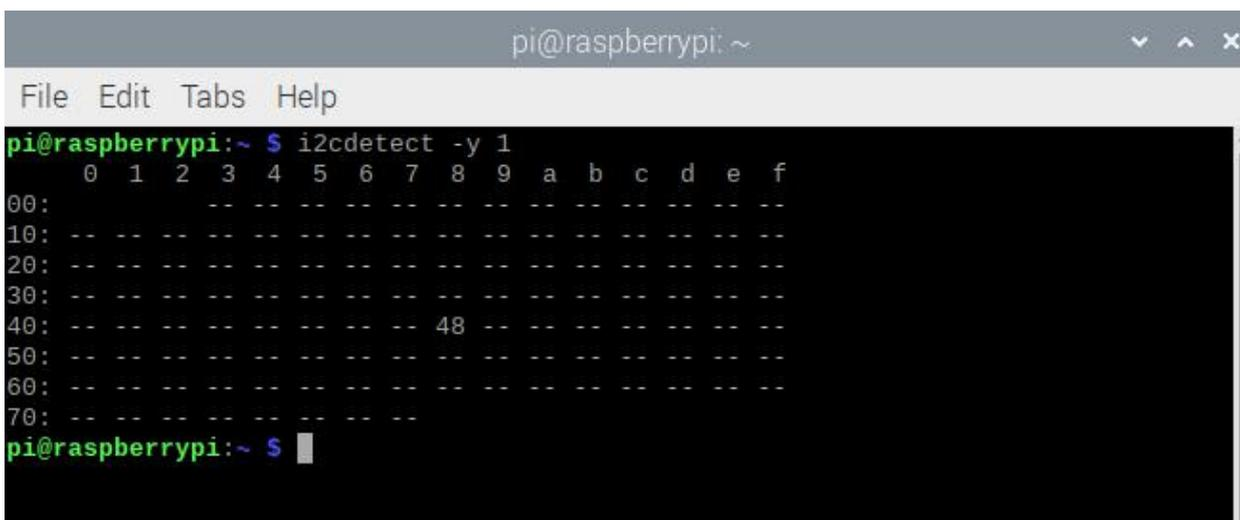 pi@raspberrypi: ~
File Edit Tabs Help
pi@raspberrypi:~ $ i2cdetect -y 1
     0  1  2  3  4  5  6  7  8  9  a  b  c  d  e  f
00:          -- -- -- -- -- -- -- -- -- -- -- -- --
10: -- -- -- -- -- -- -- -- -- -- -- -- -- -- -- --
20: -- -- -- -- -- -- -- -- -- -- -- -- -- -- -- --
30: -- -- -- -- -- -- -- -- -- -- -- -- -- -- -- --
40: -- -- -- -- -- -- -- -- 48 -- -- -- -- -- -- --
50: -- -- -- -- -- -- -- -- -- -- -- -- -- -- -- --
60: -- -- -- -- -- -- -- -- -- -- -- -- -- -- -- --
70: -- -- -- -- -- -- -- --
pi@raspberrypi:~ $